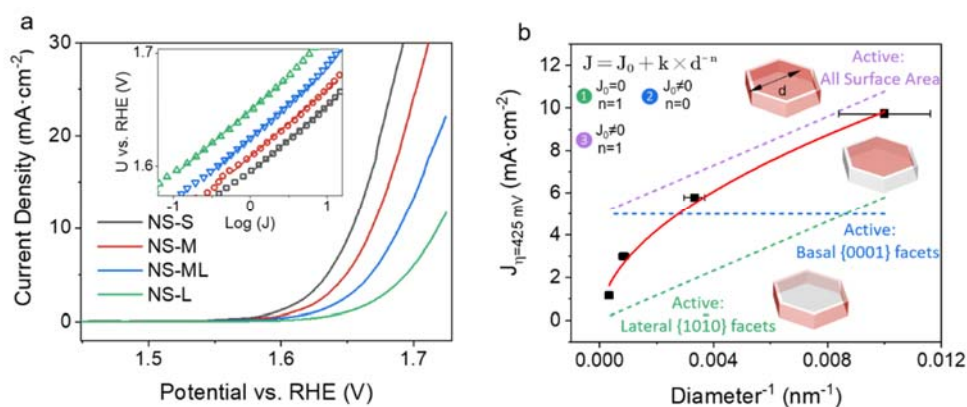 a
30
20
10
0
Current Density (mA·cm⁻²)
1.7
1.6
U vs. RHE (V)
-1
0
1
Log (J)
NS-S
NS-M
NS-ML
NS-L
1.5
1.6
1.7
Potential vs. RHE (V)
b
12
10
8
6
4
2
0
J η=425 mV (mA·cm⁻²)
J = J₀ + k × d⁻ⁿ
1 J₀=0 2 J₀≠0
n=1 n=0
3 J₀≠0
n=1
d
Active:
All Surface Area
Active:
Basal {0001} facets
Active:
Lateral {101̄0} facets
0.000
0.004
0.008
0.012
Diameter⁻¹ (nm⁻¹)